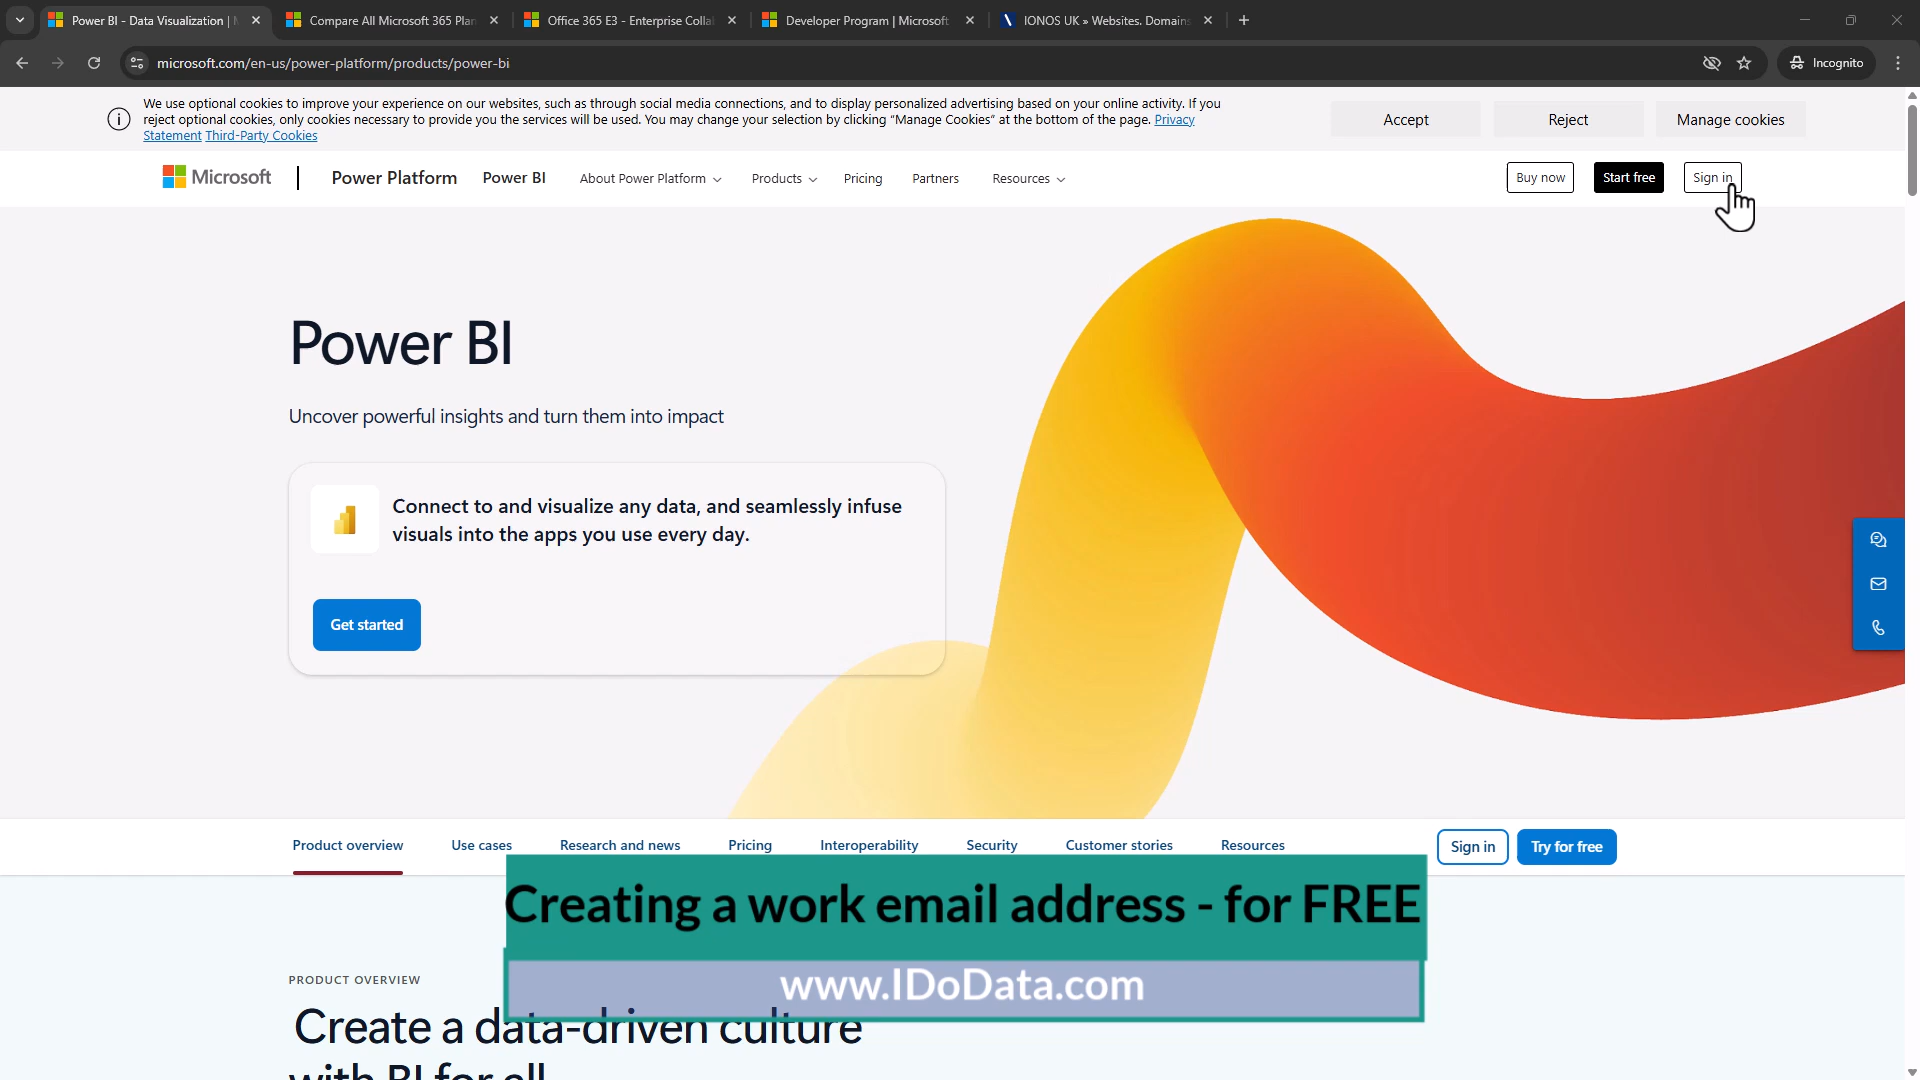 Power BI - Data Visualization |
Compare All Microsoft 365 Plan
Office 365 E3 - Enterprise Colla
Developer Program | Microsoft
IONOS UK » Websites. Domains
microsoft.com/en-us/power-platform/products/power-bi
Incognito
We use optional cookies to improve your experience on our websites, such as through social media connections, and to display personalized advertising based on your online activity. If you
reject optional cookies, only cookies necessary to provide you the services will be used. You may change your selection by clicking "Manage Cookies" at the bottom of the page. Privacy
Statement Third-Party Cookies
Accept
Reject
Manage cookies
Microsoft
Power Platform
Power BI
About Power Platform
Products
Pricing
Partners
Resources
Buy now
Start free
Sign in
Power BI
Uncover powerful insights and turn them into impact
Connect to and visualize any data, and seamlessly infuse
visuals into the apps you use every day.
Get started
Product overview
Use cases
Research and news
Pricing
Interoperability
Security
Customer stories
Resources
Sign in
Try for free
Creating a work email address - for FREE
www.IDoData.com
PRODUCT OVERVIEW
Create a data-driven culture
with BI for all